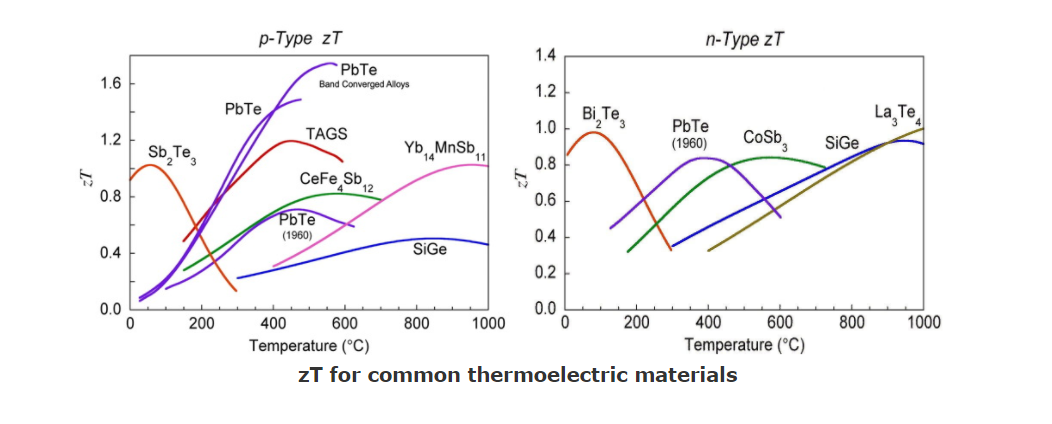 p-Type zT
zT
1.6
1.2
0.8
0.4
0.0
0 200 400 600 800 1000
Temperature (°C)
PbTe
Band Converged Alloys
PbTe
TAGS
Sb2Te3
Yb14MnSb11
CeFe4Sb12
PbTe
(1960)
SiGe
n-Type zT
zT
1.4
1.2
1.0
0.8
0.6
0.4
0.2
0.0
0 200 400 600 800 1000
Temperature (°C)
Bi2Te3
PbTe
(1960)
CoSb3
SiGe
La3Te4
zT for common thermoelectric materials